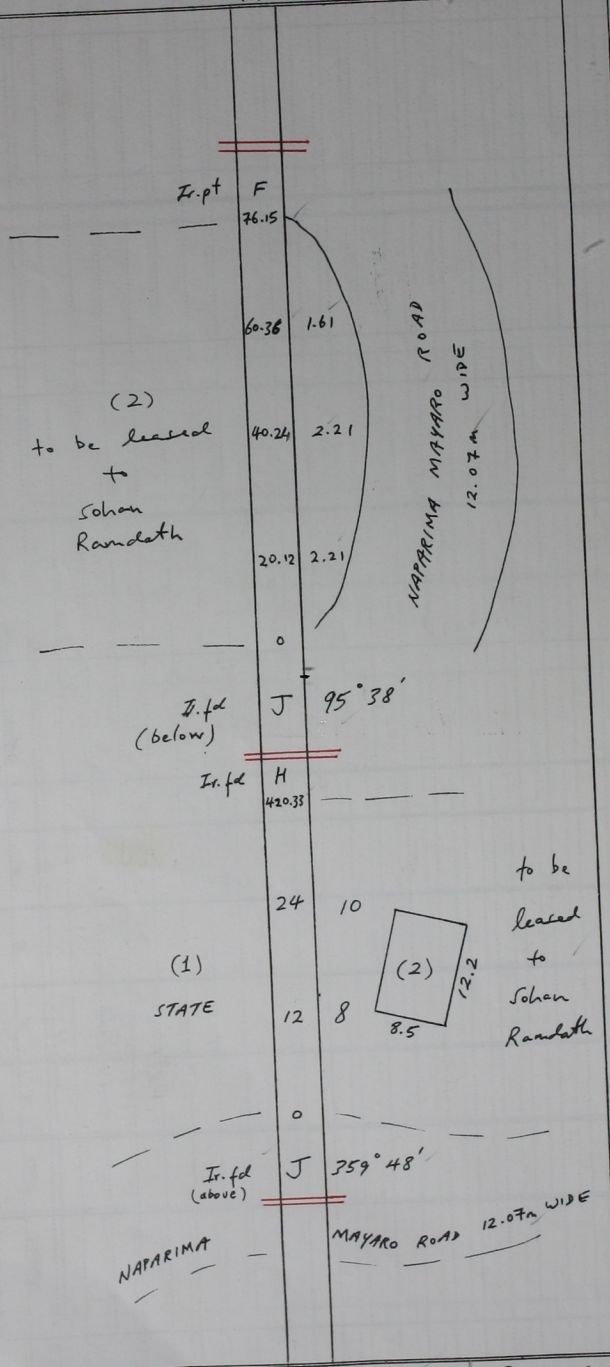 Ir.pt F
76.15
60.36 1.61
NAPARIMA MAYARO ROAD
12.07m WIDE
(2)
to be leased
to
Sohan
Ramdath
40.24 2.21
20.12 2.21
0
Ir.fd J 95°38'
(below)
Ir.fd H
420.33
24 10
(2)
12.2
8.5
to be
leased
to
Sohan
Ramdath
(1)
STATE
12 8
0
Ir.fd J 359°48'
(above)
NAPARIMA MAYARO ROAD 12.07m WIDE